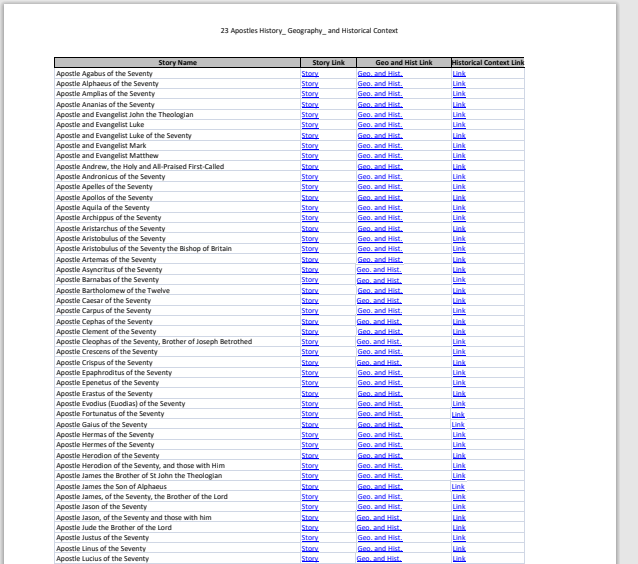 23 Apostles History_ Geography_ and Historical Context
Story Name Story Link Geo and Hist Link Historical Context Link
Apostle Agabus of the Seventy Story Geo. and Hist. Link
Apostle Alphaeus of the Seventy Story Geo. and Hist. Link
Apostle Amplias of the Seventy Story Geo. and Hist. Link
Apostle Ananias of the Seventy Story Geo. and Hist. Link
Apostle and Evangelist John the Theologian Story Geo. and Hist. Link
Apostle and Evangelist Luke Story Geo. and Hist. Link
Apostle and Evangelist Luke of the Seventy Story Geo. and Hist. Link
Apostle and Evangelist Mark Story Geo. and Hist. Link
Apostle and Evangelist Matthew Story Geo. and Hist. Link
Apostle Andrew, the Holy and All-Praised First-Called Story Geo. and Hist. Link
Apostle Andronicus of the Seventy Story Geo. and Hist. Link
Apostle Apelles of the Seventy Story Geo. and Hist. Link
Apostle Apollos of the Seventy Story Geo. and Hist. Link
Apostle Aquila of the Seventy Story Geo. and Hist. Link
Apostle Archippus of the Seventy Story Geo. and Hist. Link
Apostle Aristarchus of the Seventy Story Geo. and Hist. Link
Apostle Aristobulus of the Seventy Story Geo. and Hist. Link
Apostle Aristobulus of the Seventy the Bishop of Britain Story Geo. and Hist. Link
Apostle Artemas of the Seventy Story Geo. and Hist. Link
Apostle Asyncritus of the Seventy Story Geo. and Hist. Link
Apostle Barnabas of the Seventy Story Geo. and Hist. Link
Apostle Bartholomew of the Twelve Story Geo. and Hist. Link
Apostle Caesar of the Seventy Story Geo. and Hist. Link
Apostle Carpus of the Seventy Story Geo. and Hist. Link
Apostle Cephas of the Seventy Story Geo. and Hist. Link
Apostle Clement of the Seventy Story Geo. and Hist. Link
Apostle Cleophas of the Seventy, Brother of Joseph Betrothed Story Geo. and Hist. Link
Apostle Crescens of the Seventy Story Geo. and Hist. Link
Apostle Crispus of the Seventy Story Geo. and Hist. Link
Apostle Epaphroditus of the Seventy Story Geo. and Hist. Link
Apostle Epenetus of the Seventy Story Geo. and Hist. Link
Apostle Erastus of the Seventy Story Geo. and Hist. Link
Apostle Evodius (Euodias) of the Seventy Story Geo. and Hist. Link
Apostle Fortunatus of the Seventy Story Geo. and Hist. Link
Apostle Gaius of the Seventy Story Geo. and Hist. Link
Apostle Hermas of the Seventy Story Geo. and Hist. Link
Apostle Hermes of the Seventy Story Geo. and Hist. Link
Apostle Herodion of the Seventy Story Geo. and Hist. Link
Apostle Herodion of the Seventy, and those with Him Story Geo. and Hist. Link
Apostle James the Brother of St John the Theologian Story Geo. and Hist. Link
Apostle James the Son of Alphaeus Story Geo. and Hist. Link
Apostle James, of the Seventy, the Brother of the Lord Story Geo. and Hist. Link
Apostle Jason of the Seventy Story Geo. and Hist. Link
Apostle Jason, of the Seventy and those with him Story Geo. and Hist. Link
Apostle Jude the Brother of the Lord Story Geo. and Hist. Link
Apostle Justus of the Seventy Story Geo. and Hist. Link
Apostle Linus of the Seventy Story Geo. and Hist. Link
Apostle Lucius of the Seventy Story Geo. and Hist. Link